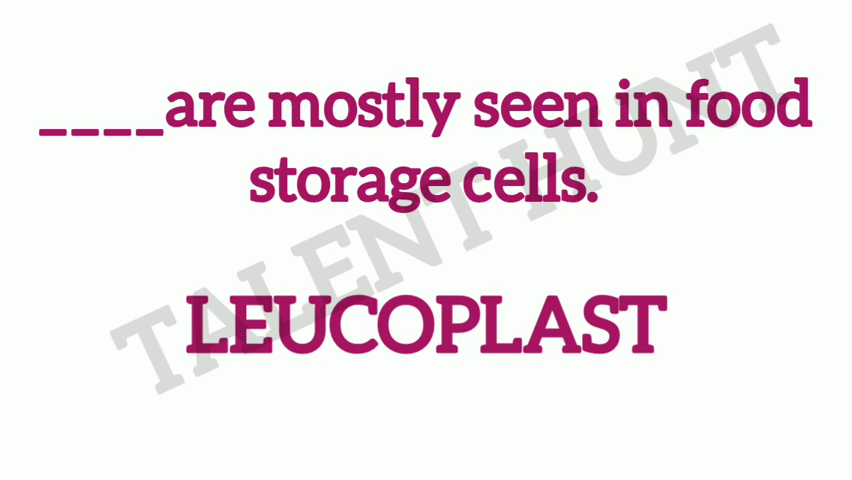 ____are mostly seen in food
storage cells.
LEUCOPLAST
TALENT HUNT